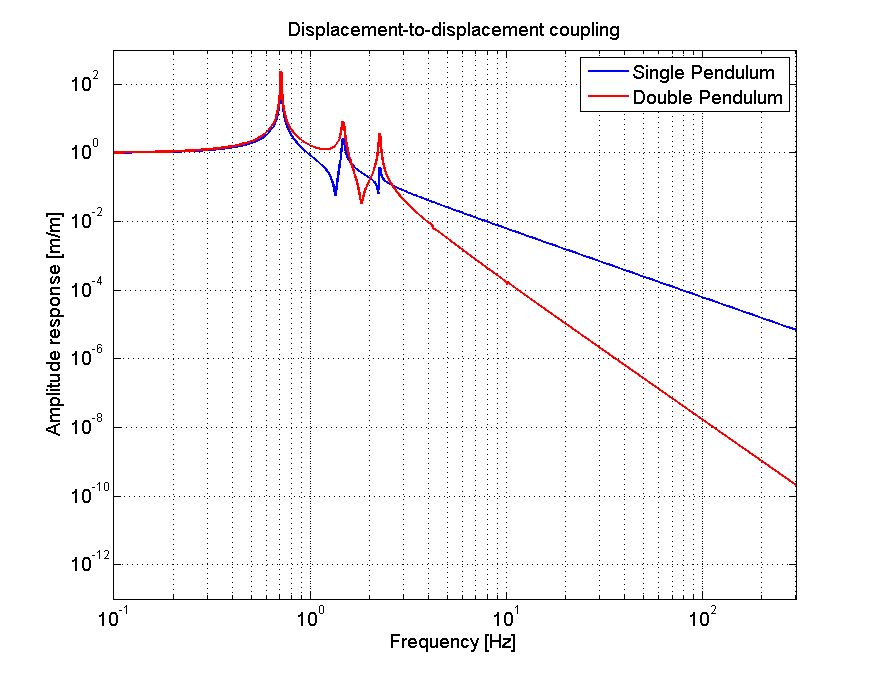 Displacement-to-displacement coupling
Single Pendulum
Double Pendulum
10^2
10^0
10^-2
10^-4
10^-6
10^-8
10^-10
10^-12
Amplitude response [m/m]
10^-1
10^0
10^1
10^2
Frequency [Hz]